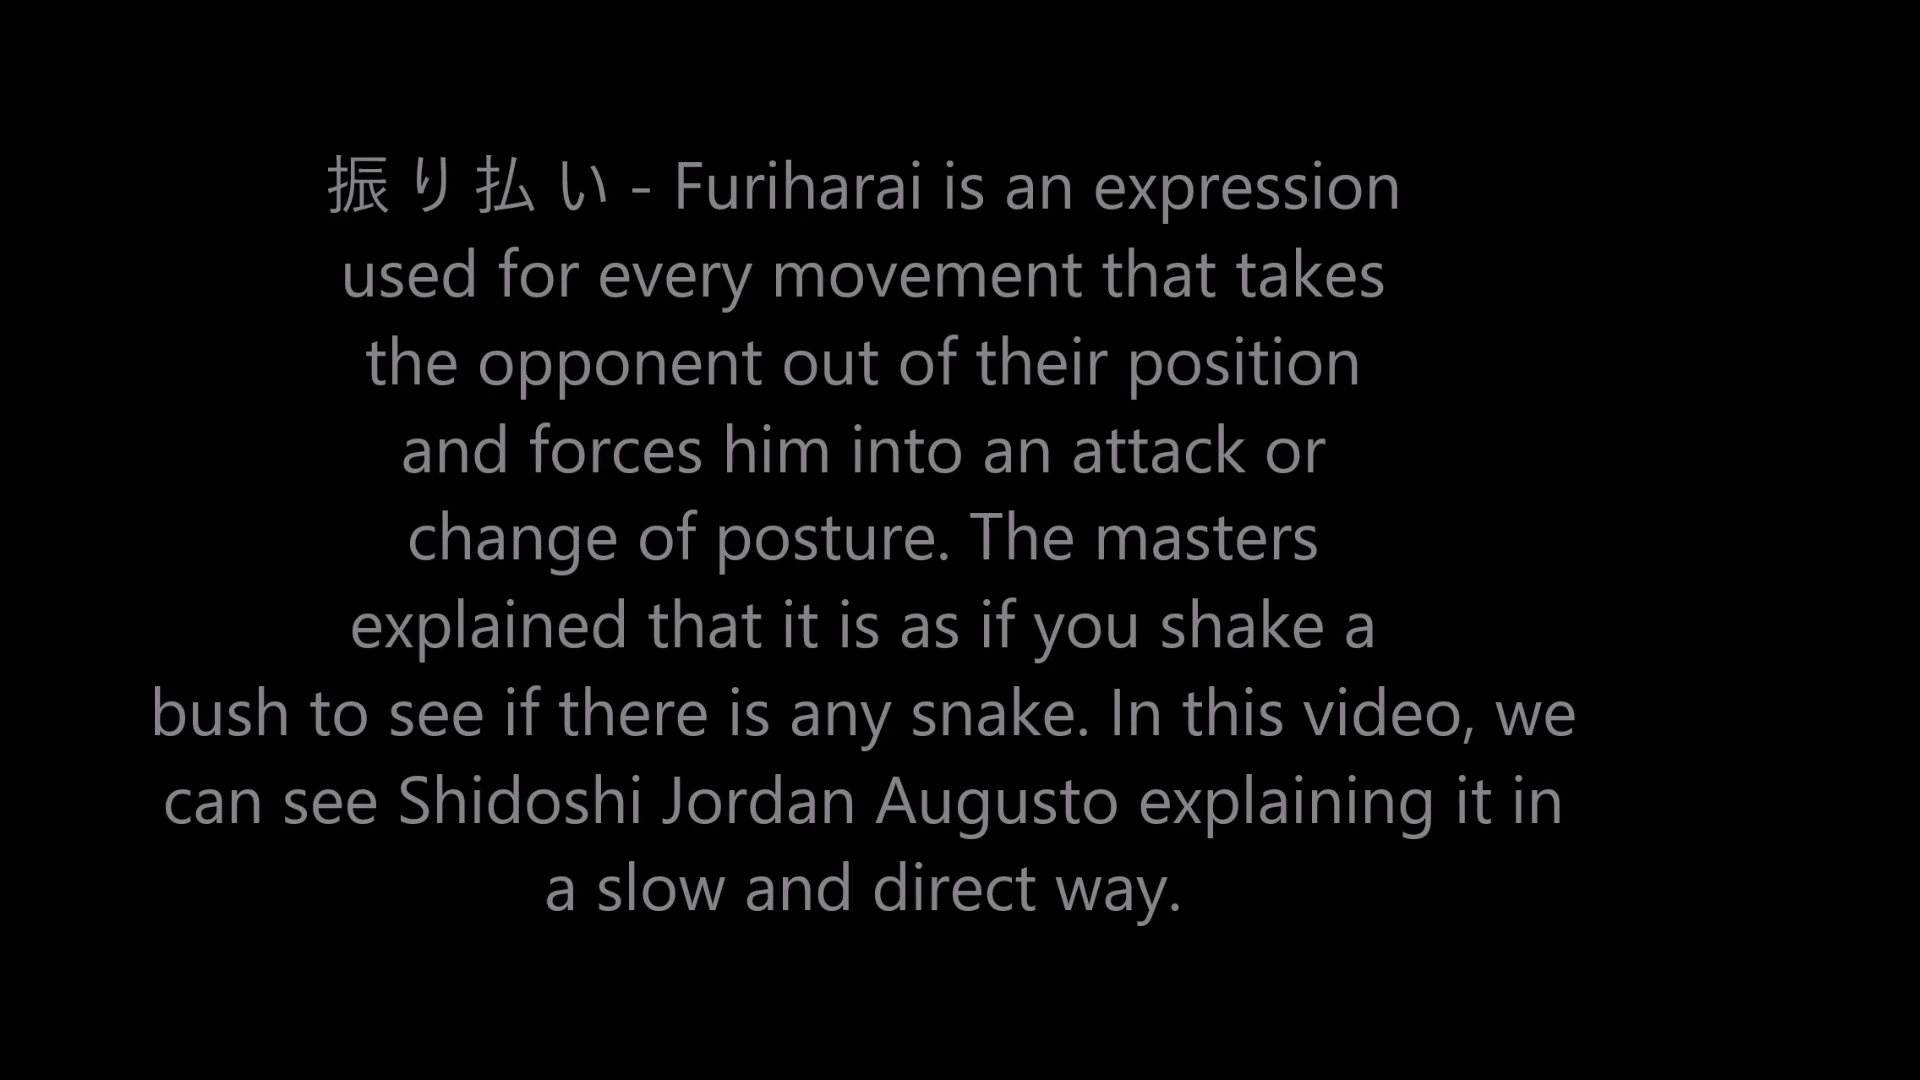 振り払い - Furiharai is an expression
used for every movement that takes
the opponent out of their position
and forces him into an attack or
change of posture. The masters
explained that it is as if you shake a
bush to see if there is any snake. In this video, we
can see Shidoshi Jordan Augusto explaining it in
a slow and direct way.